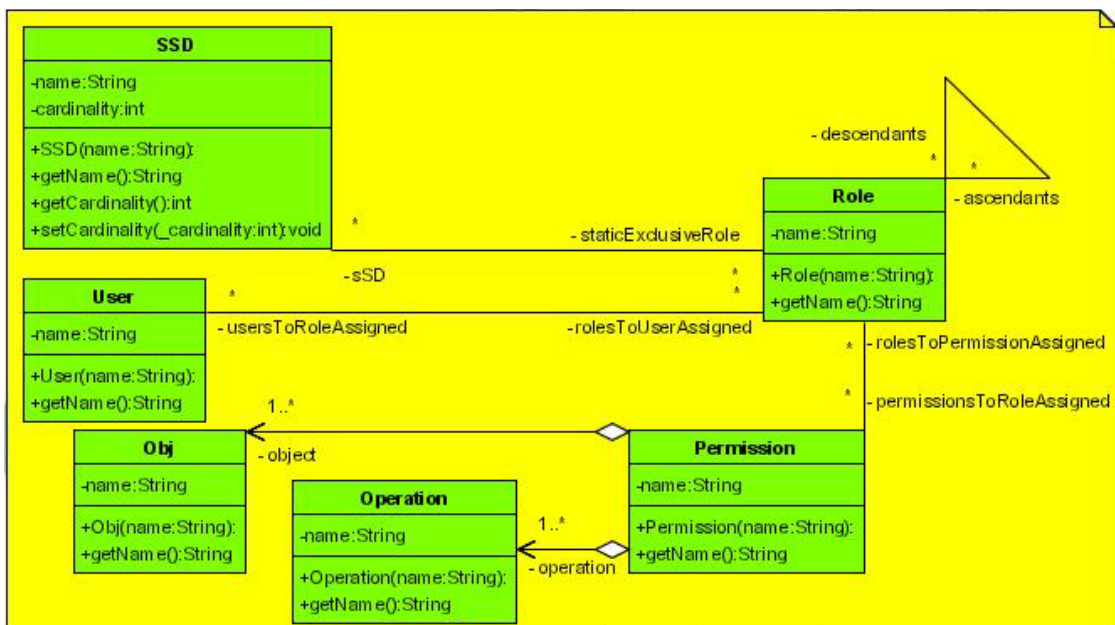 SSD
-name:String
-cardinality:int
+SSD(name:String):
+getName():String
+getCardinality():int
+setCardinality(_cardinality:int):void
-descendants
*
*
-ascendants
Role
-name:String
+Role(name:String):
+getName():String
*
-staticExclusiveRole
-sSD
*
User
-name:String
+User(name:String):
+getName():String
*
-usersToRoleAssigned
*
-rolesToUserAssigned
*
-rolesToPermissionAssigned
*
-permissionsToRoleAssigned
1..*
-object
Obj
-name:String
+Obj(name:String):
+getName():String
Operation
-name:String
+Operation(name:String):
+getName():String
1..*
-operation
Permission
-name:String
+Permission(name:String):
+getName():String